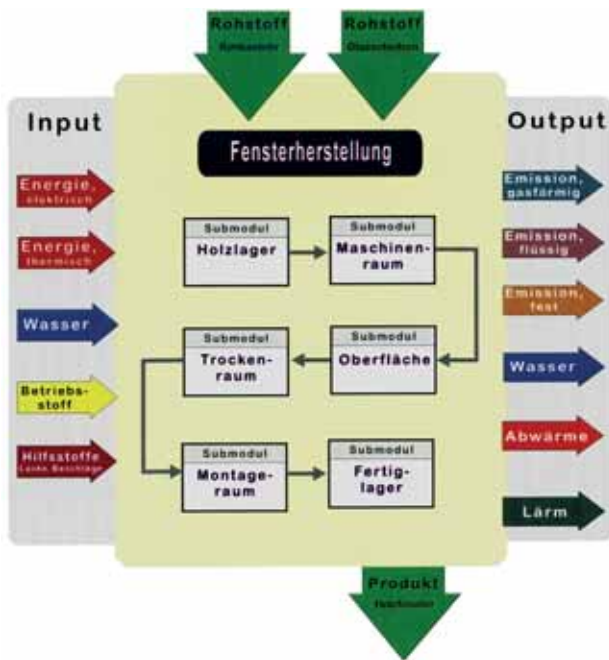 Rohstoff
Rohstoff
Input
Output
Fensterherstellung
Energie,
elektrisch
Energie,
thermisch
Wasser
Betriebs-
stoff
Hilfsstoffe
Submodul
Holzlager
Submodul
Maschinen-
raum
Submodul
Trocken-
raum
Submodul
Oberfläche
Submodul
Montage-
raum
Submodul
Fertig-
lager
Emission,
gasförmig
Emission,
flüssig
Emission,
fest
Wasser
Abwärme
Lärm
Produkt